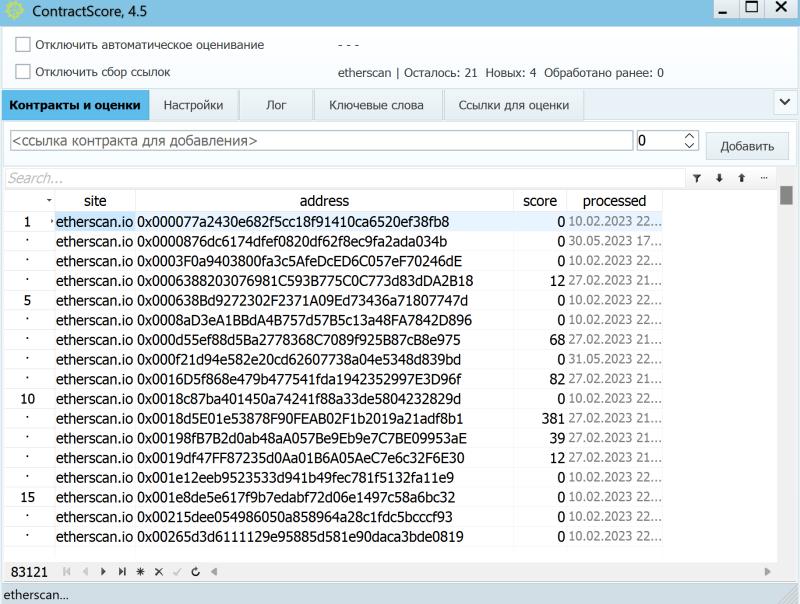 ContractScore, 4.5
Отключить автоматическое оценивание - - -
Отключить сбор ссылок etherscan | Осталось: 21 Новых: 4 Обработано ранее: 0
Контракты и оценки Настройки Лог Ключевые слова Ссылки для оценки
<ссылка контракта для добавления> 0 Добавить
Search...
site address score processed
1 etherscan.io 0x000077a2430e682f5cc18f91410ca6520ef38fb8 0 10.02.2023 22...
etherscan.io 0x0000876dc6174dfef0820df62f8ec9fa2ada034b 0 30.05.2023 17...
etherscan.io 0x0003F0a9403800fa3c5AfeDcED6C057eF70246dE 0 10.02.2023 22...
etherscan.io 0x0006388203076981C593B775C0C773d83dDA2B18 12 27.02.2023 21...
5 etherscan.io 0x000638Bd9272302F2371A09Ed73436a71807747d 0 10.02.2023 22...
etherscan.io 0x0008aD3eA1BBdA4B757d57B5c13a48FA7842D896 0 10.02.2023 22...
etherscan.io 0x000d55ef88d5Ba2778368C7089f925B87cB8e975 68 27.02.2023 21...
etherscan.io 0x000f21d94e582e20cd62607738a04e5348d839bd 0 31.05.2023 22...
etherscan.io 0x0016D5f868e479b477541fda1942352997E3D96f 82 27.02.2023 21...
10 etherscan.io 0x0018c87ba401450a74241f88a33de5804232829d 0 10.02.2023 22...
etherscan.io 0x0018d5E01e53878F90FEAB02F1b2019a21adf8b1 381 27.02.2023 21...
etherscan.io 0x00198fB7B2d0ab48aA057Be9Eb9e7C7BE09953aE 39 27.02.2023 21...
etherscan.io 0x0019df47FF87235d0Aa01B6A05AeC7e6c32F6E30 12 27.02.2023 21...
etherscan.io 0x001e12eeb9523533d941b49fec781f5132fa11e9 0 10.02.2023 22...
15 etherscan.io 0x001e8de5e617f9b7edabf72d06e1497c58a6bc32 0 10.02.2023 22...
etherscan.io 0x00215dee054986050a858964a28c1fdc5bcccf93 0 10.02.2023 22...
etherscan.io 0x00265d3d6111129e95885d581e90daca3bde0819 0 10.02.2023 22...
83121
etherscan...